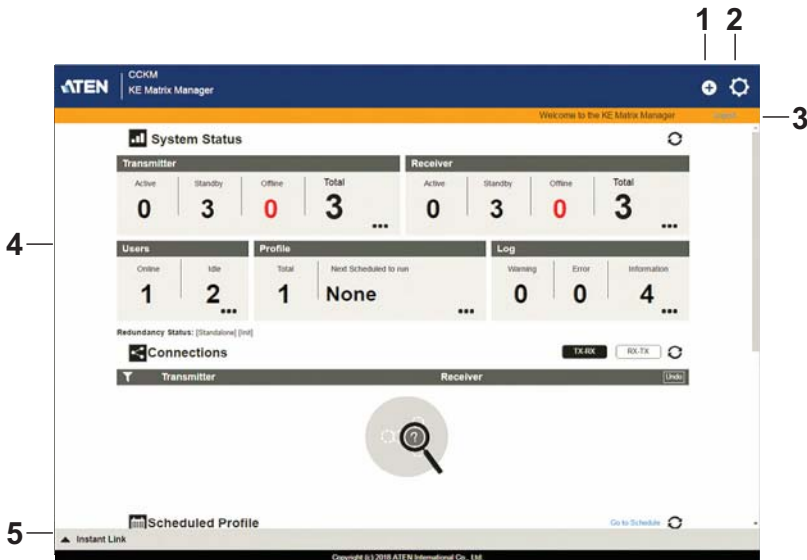 1 2
ATEN
CCKM
KE Matrix Manager
Welcome to the KE Matrix Manager
3
System Status
Transmitter
Active Standby Offline Total
0 3 0 3
Receiver
Active Standby Offline Total
0 3 0 3
4
Users
Online Idle
1 2
Profile
Total Next Scheduled to run
1 None
Log
Warning Error Information
0 0 4
Redundancy Status: [Standalone] [Init]
Connections
TX-RX RX-TX
Transmitter Receiver Undo
?
Scheduled Profile Go to Schedule
5
Instant Link
Copyright (c) 2018 ATEN International Co., Ltd.